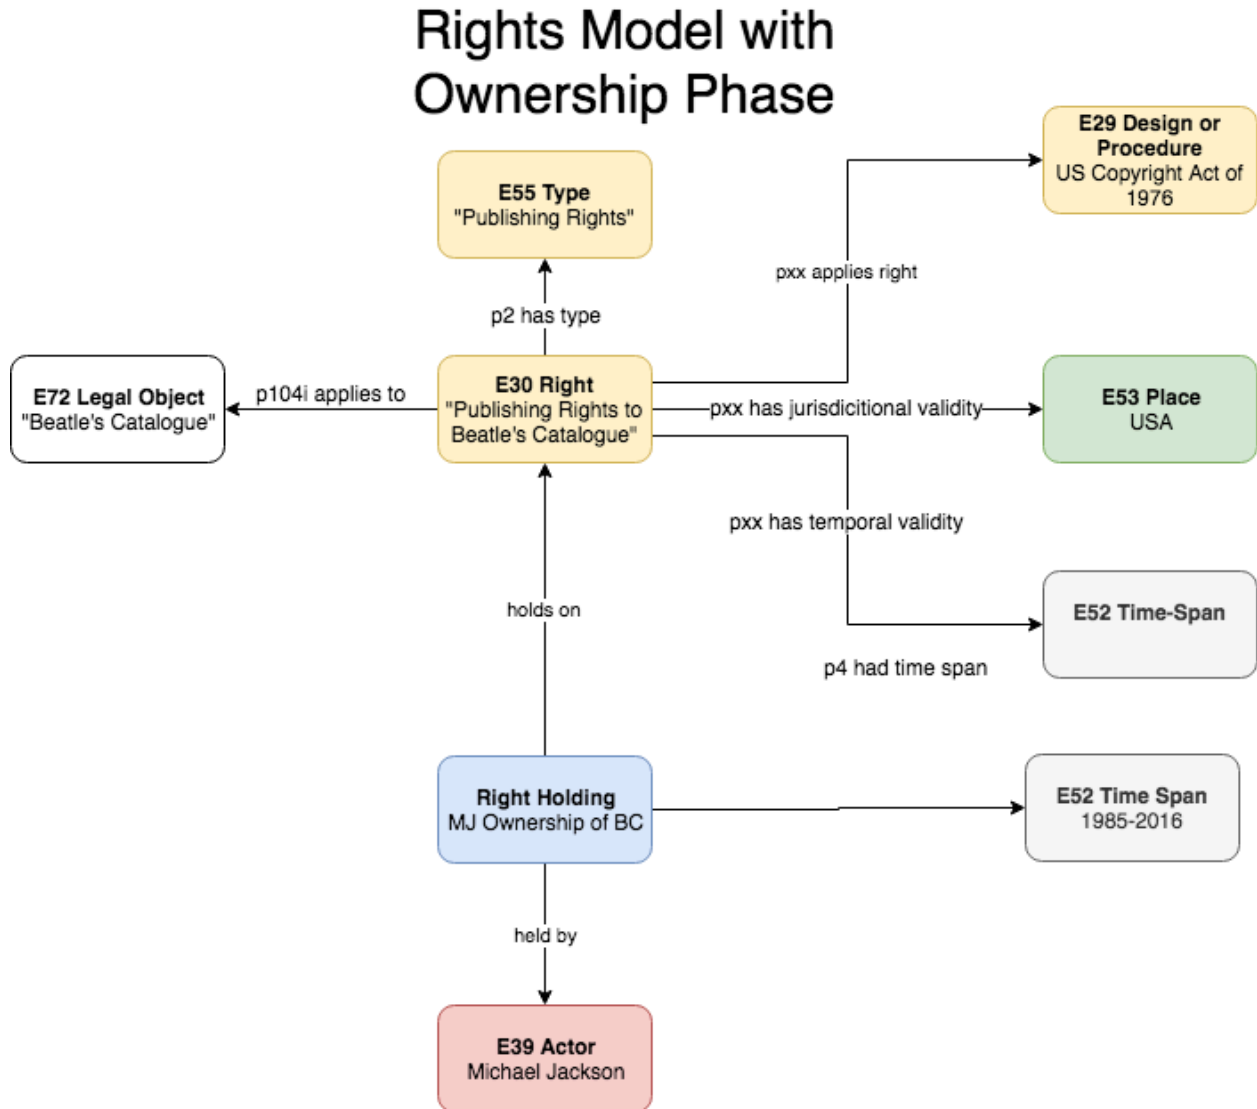 Rights Model with
Ownership Phase
E29 Design or
Procedure
US Copyright Act of
1976
E55 Type
"Publishing Rights"
pxx applies right
p2 has type
E72 Legal Object
"Beatle's Catalogue"
p104i applies to
E30 Right
"Publishing Rights to
Beatle's Catalogue"
pxx has jurisdicitional validity
E53 Place
USA
pxx has temporal validity
holds on
E52 Time-Span
p4 had time span
Right Holding
MJ Ownership of BC
E52 Time Span
1985-2016
held by
E39 Actor
Michael Jackson